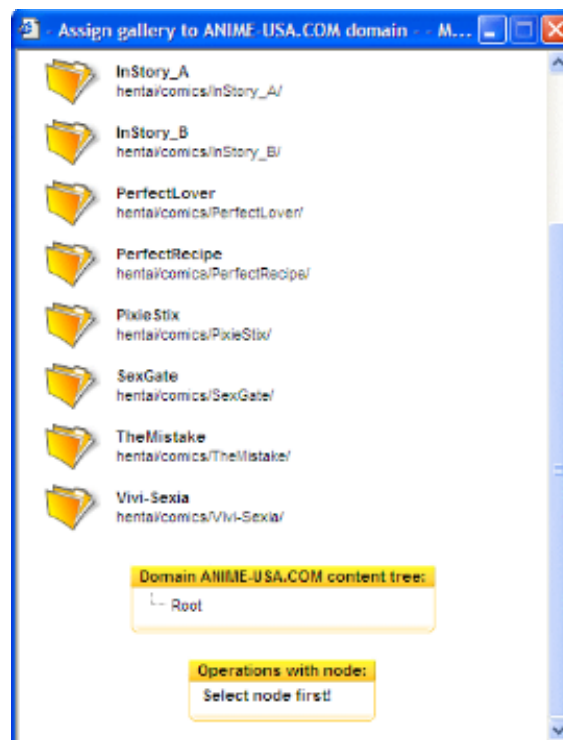 - Assign gallery to ANIME-USA.COM domain - - M...
InStory_A
hentai/comics/InStory_A/
InStory_B
hentai/comics/InStory_B/
PerfectLover
hentai/comics/PerfectLover/
PerfectRecipe
hentai/comics/PerfectRecipe/
PixieStix
hentai/comics/PixieStix/
SexGate
hentai/comics/SexGate/
TheMistake
hentai/comics/TheMistake/
Vivi-Sexia
hentai/comics/Vivi-Sexia/
Domain ANIME-USA.COM content tree:
Root
Operations with node:
Select node first!